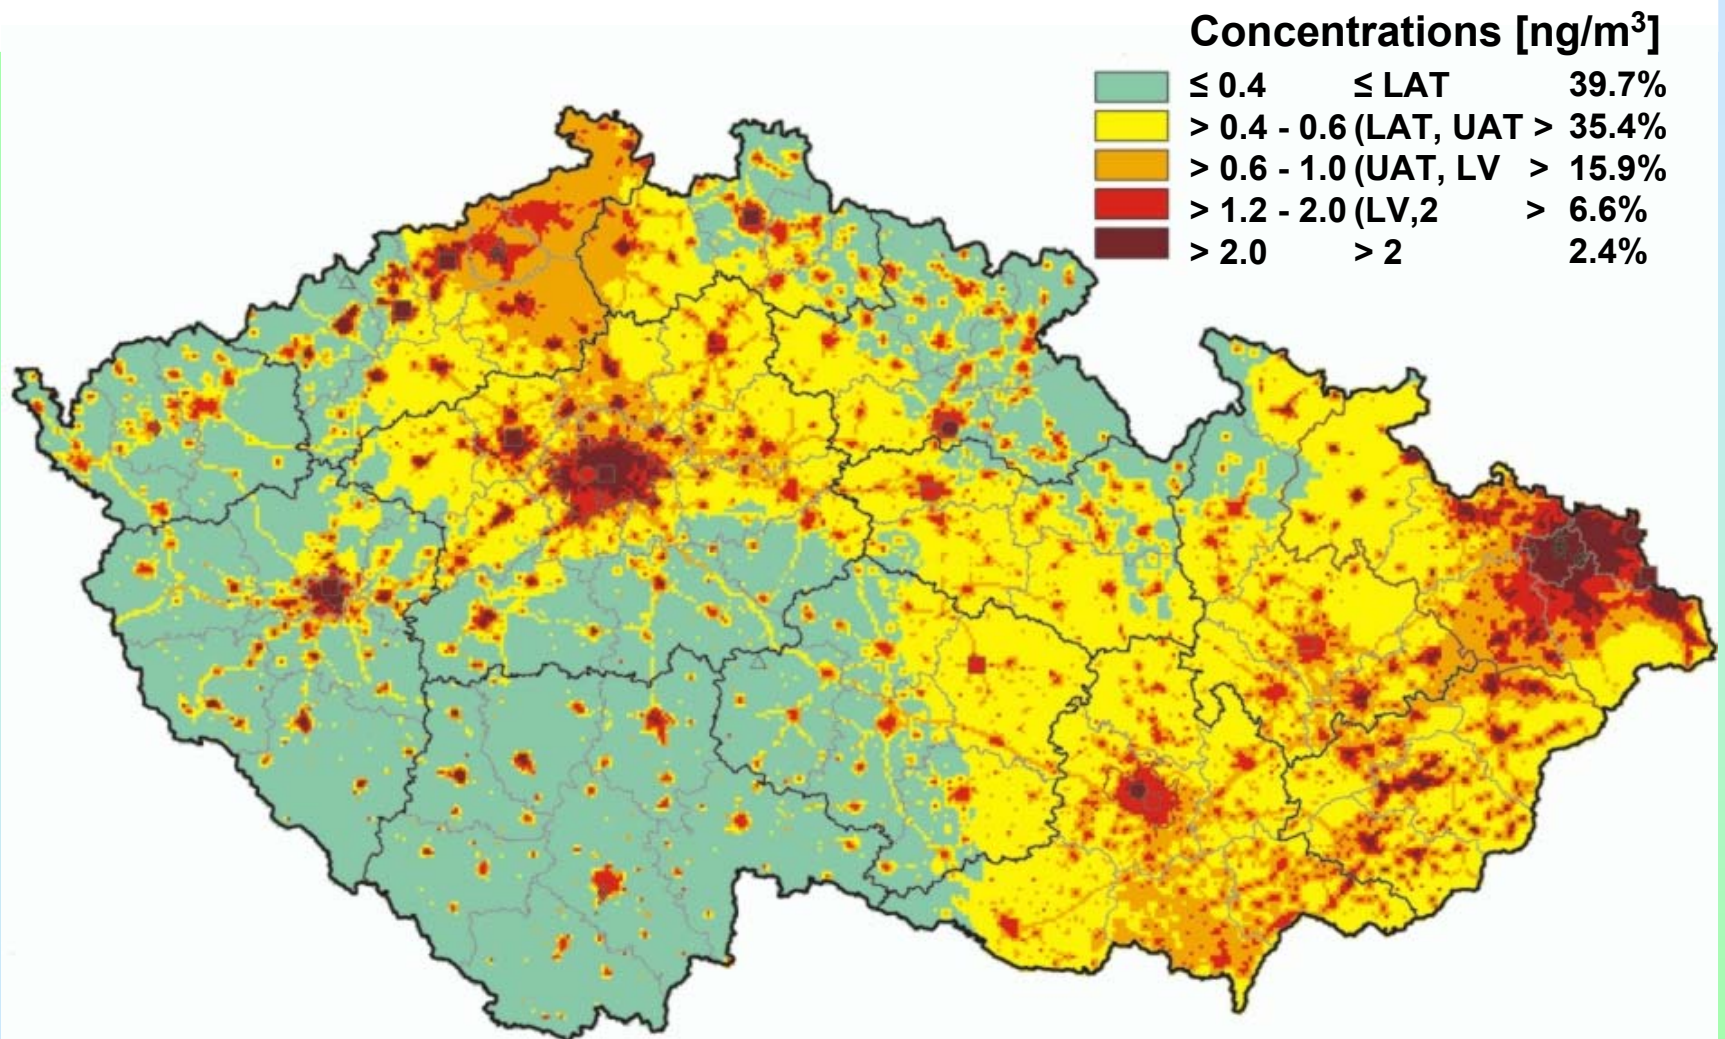 Concentrations [ng/m³]
≤ 0.4 ≤ LAT 39.7%
> 0.4 - 0.6 (LAT, UAT > 35.4%
> 0.6 - 1.0 (UAT, LV > 15.9%
> 1.2 - 2.0 (LV,2 > 6.6%
> 2.0 > 2 2.4%